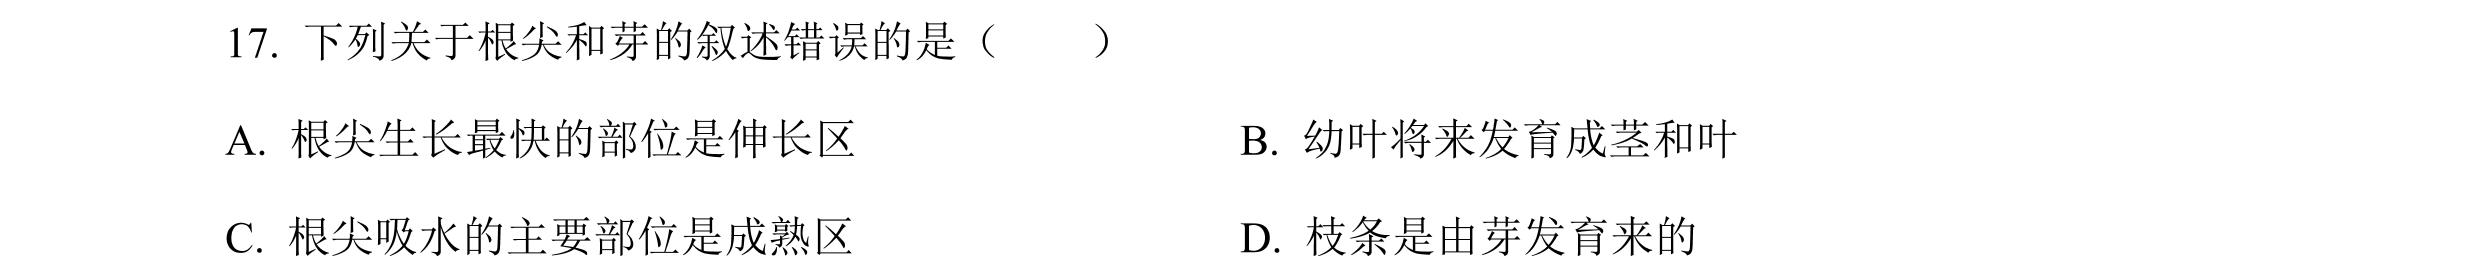 17. 下列关于根尖和芽的叙述错误的是（　　）
A. 根尖生长最快的部位是伸长区　　B. 幼叶将来发育成茎和叶
C. 根尖吸水的主要部位是成熟区　　D. 枝条是由芽发育来的